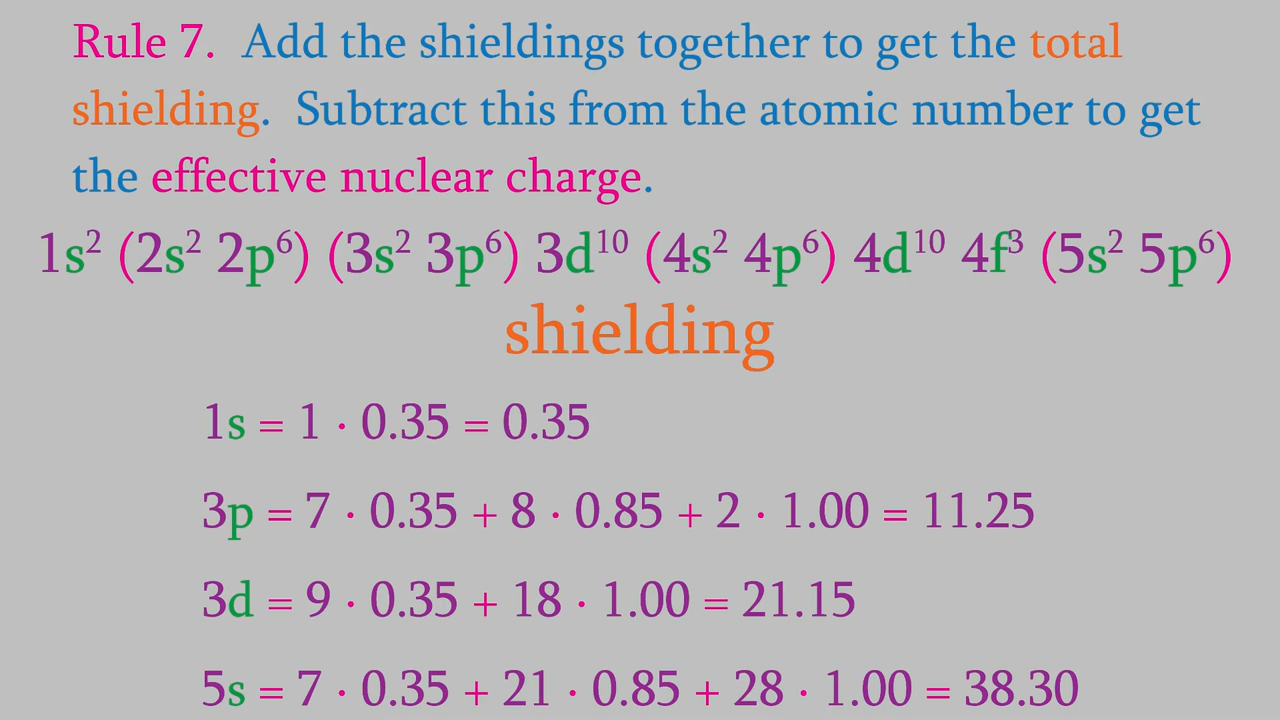 Rule 7. Add the shieldings together to get the total
shielding. Subtract this from the atomic number to get
the effective nuclear charge.
1s² (2s² 2p⁶) (3s² 3p⁶) 3d¹⁰ (4s² 4p⁶) 4d¹⁰ 4f³ (5s² 5p⁶)
shielding
1s = 1 · 0.35 = 0.35
3p = 7 · 0.35 + 8 · 0.85 + 2 · 1.00 = 11.25
3d = 9 · 0.35 + 18 · 1.00 = 21.15
5s = 7 · 0.35 + 21 · 0.85 + 28 · 1.00 = 38.30